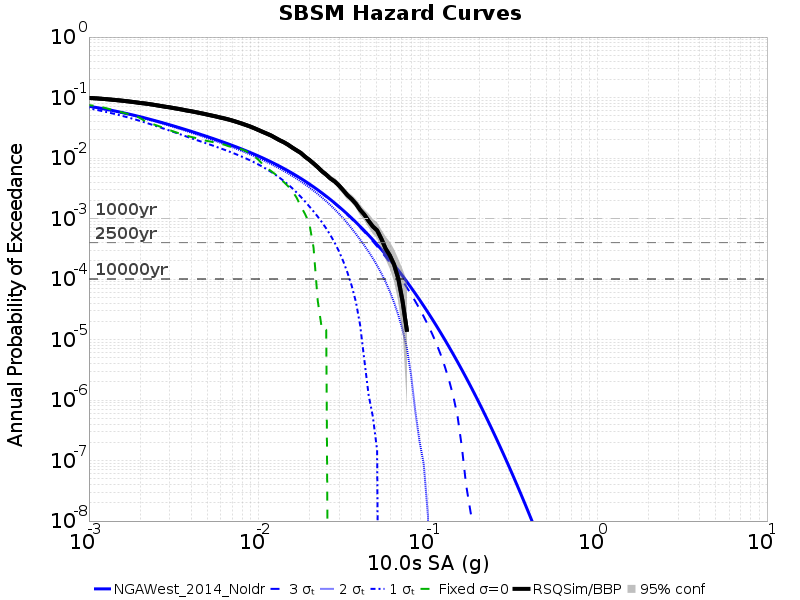 SBSM Hazard Curves
10^0
10^-1
10^-2
10^-3
10^-4
10^-5
10^-6
10^-7
10^-8
Annual Probability of Exceedance
1000yr
2500yr
10000yr
10^-3
10^-2
10^-1
10^0
10^1
10.0s SA (g)
NGAWest_2014_NoIdr 3 σₜ 2 σₜ 1 σₜ Fixed σ=0 RSQSim/BBP 95% conf